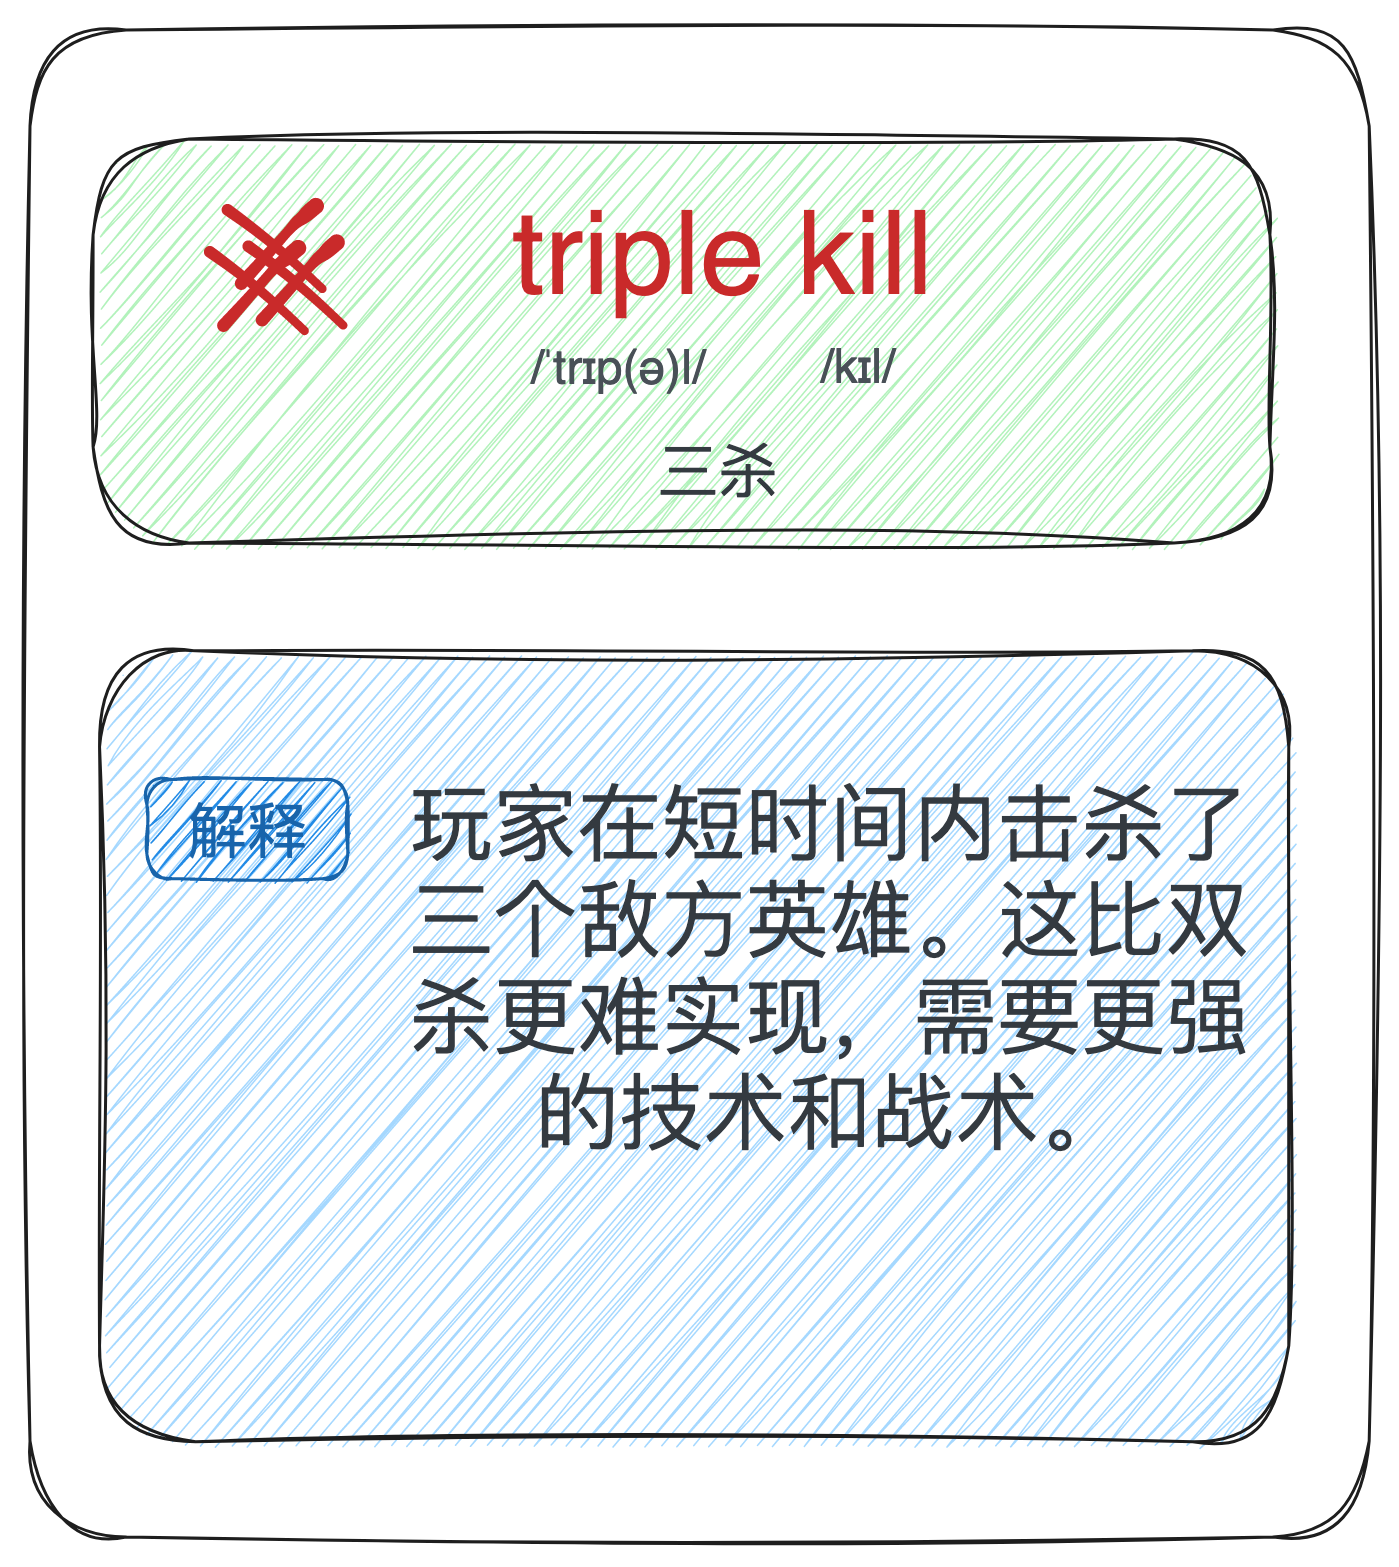 triple kill
/ˈtrɪp(ə)l/ /kɪl/
三杀
解释
玩家在短时间内击杀了
三个敌方英雄。这比双
杀更难实现，需要更强
的技术和战术。